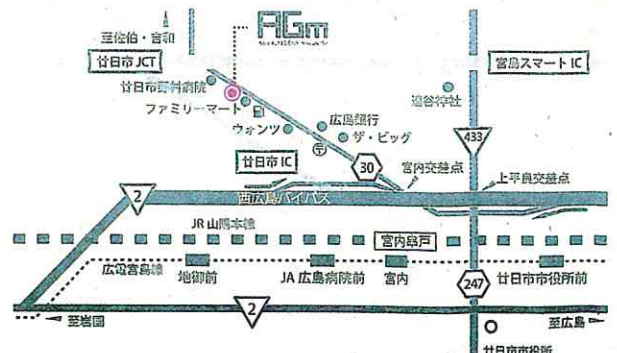 AGm
至佐伯・吉和
廿日市JCT
宮島スマートIC
廿日市野村病院
ファミリーマート
速谷神社
ウォンツ
広島銀行
ザ・ビッグ
433
廿日市IC
30
宮内交差点
上平良交差点
2
西広島バイパス
JR山陽本線
宮内串戸
広電宮島線
地御前
JA広島病院前
宮内
247
廿日市市役所前
2
至岩国
至広島
廿日市市役所